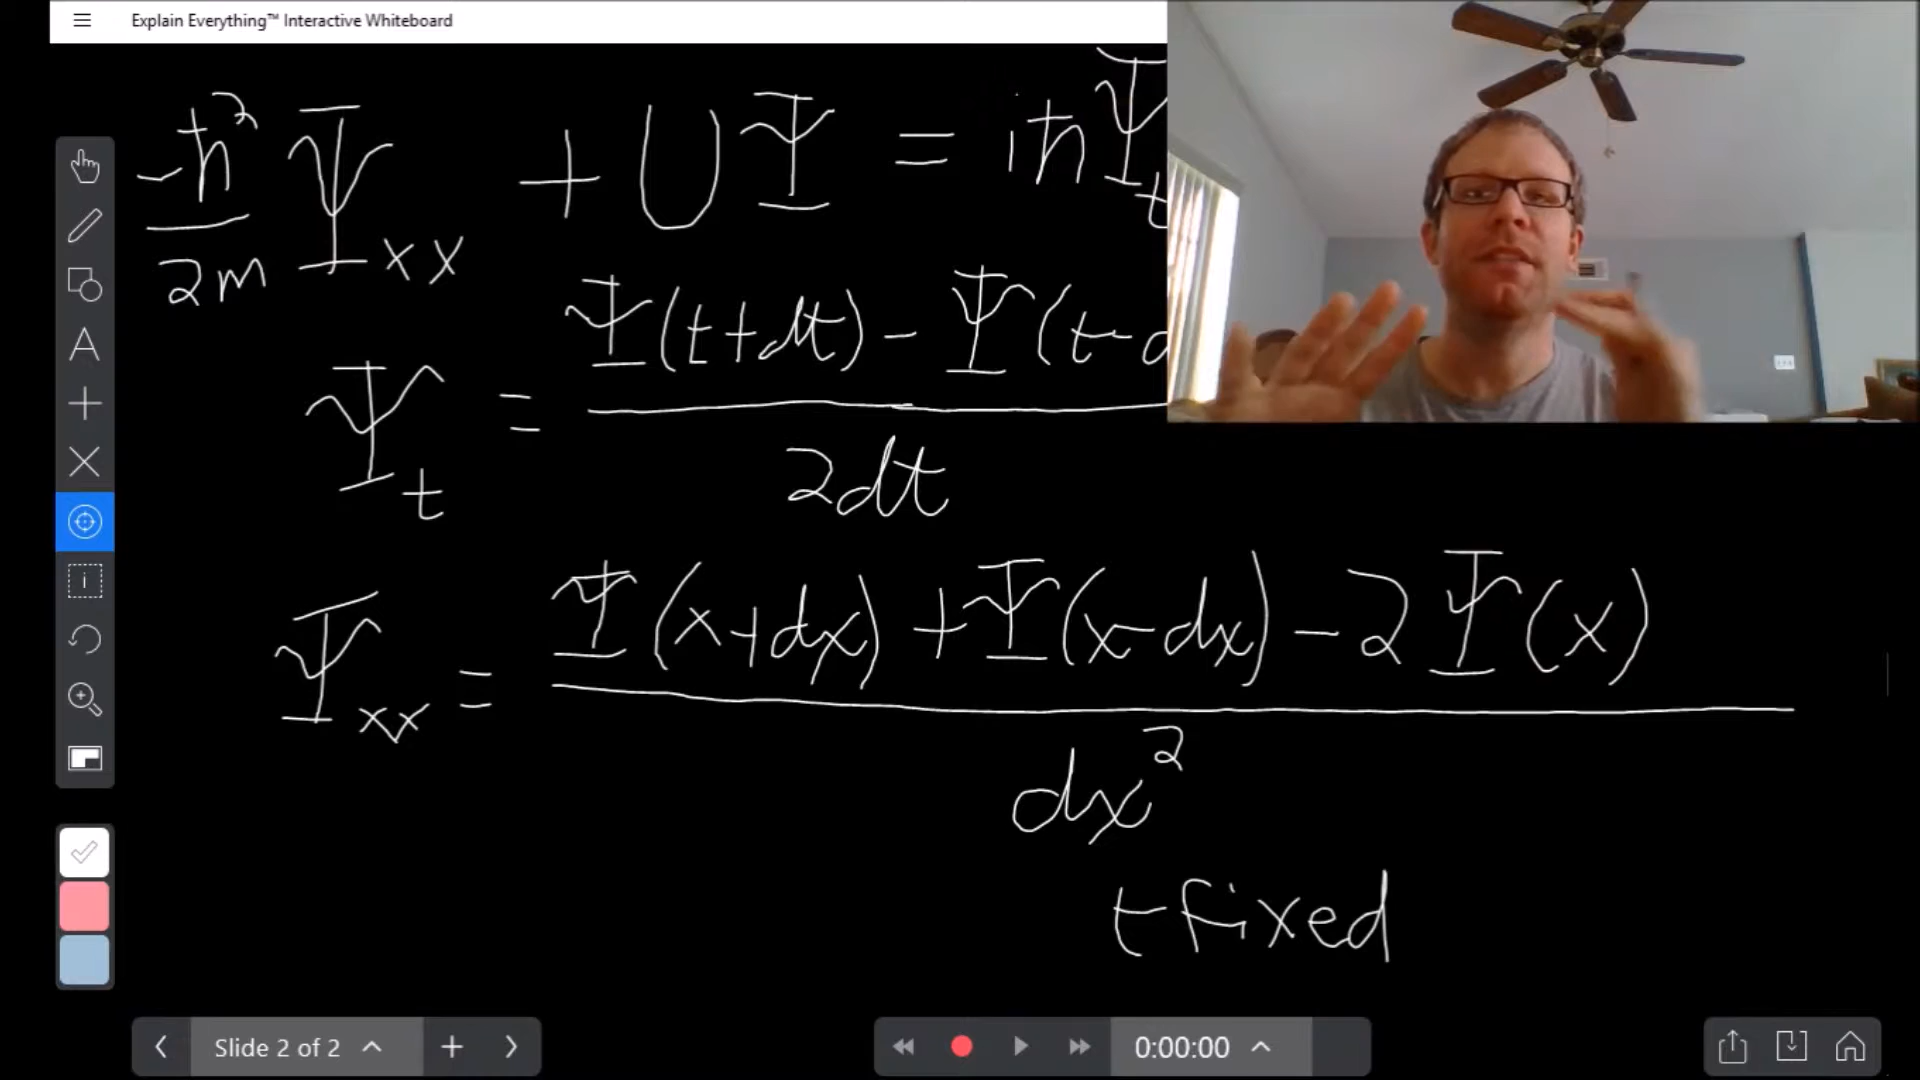 Explain Everything™ Interactive Whiteboard
-ħ²/2m Ψxx + UΨ = iħΨt
Ψt = Ψ(t+dt) - Ψ(t-d / 2dt
Ψxx = Ψ(x+dx) + Ψ(x-dx) - 2Ψ(x) / dx²
t fixed
Slide 2 of 2
0:00:00